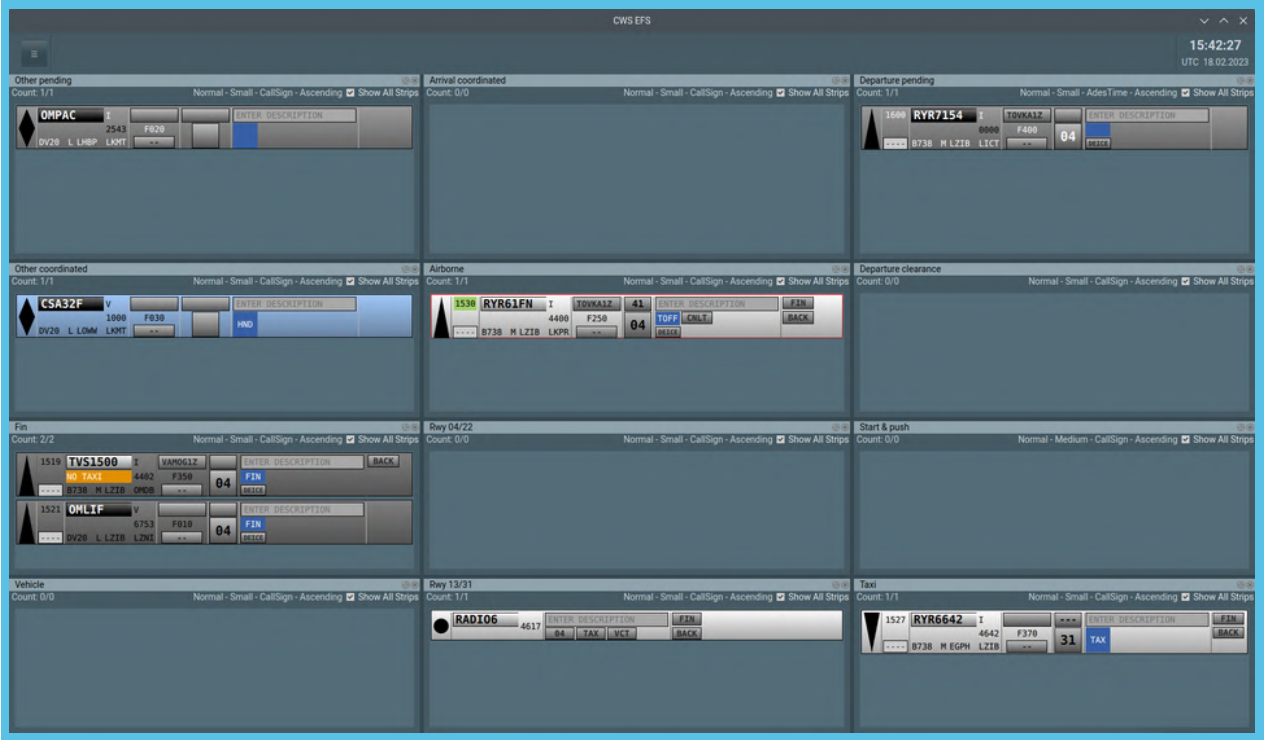 CWS EFS
15:42:27
UTC 18.02.2023
Other pending
Count: 1/1 Normal - Small - CallSign - Ascending Show All Strips
OMPAC I ENTER DESCRIPTION
2543 F020
DV20 L LHBP LKMT --
Arrival coordinated
Count: 0/0 Normal - Small - CallSign - Ascending Show All Strips
Departure pending
Count: 1/1 Normal - Small - AdesTime - Ascending Show All Strips
1600 RYR7154 I TOVKA1Z ENTER DESCRIPTION
0000 F400 04
---- B738 M LZIB LICT -- DEICE
Other coordinated
Count: 1/1 Normal - Small - CallSign - Ascending Show All Strips
CSA32F V ENTER DESCRIPTION
1000 F030 HND
DV20 L LOWW LKMT --
Airborne
Count: 1/1 Normal - Small - CallSign - Ascending Show All Strips
1530 RYR61FN I TOVKA1Z 41 ENTER DESCRIPTION FIN
4400 F250 04 TOFF CNLT BACK
---- B738 M LZIB LKPR -- DEICE
Departure clearance
Count: 0/0 Normal - Small - CallSign - Ascending Show All Strips
Fin
Count: 2/2 Normal - Small - CallSign - Ascending Show All Strips
1519 TVS1500 I VAMOG1Z ENTER DESCRIPTION BACK
NO TAXI 4402 F350 04 FIN
---- B738 M LZIB OMDB -- DEICE
1521 OMLIF V ENTER DESCRIPTION
6753 F010 04 FIN
---- DV20 L LZIB LZNI -- DEICE
Rwy 04/22
Count: 0/0 Normal - Small - CallSign - Ascending Show All Strips
Start & push
Count: 0/0 Normal - Medium - CallSign - Ascending Show All Strips
Vehicle
Count: 0/0 Normal - Small - CallSign - Ascending Show All Strips
Rwy 13/31
Count: 1/1 Normal - Small - CallSign - Ascending Show All Strips
RADIO6 4617 ENTER DESCRIPTION FIN
04 TAX VCT BACK
Taxi
Count: 1/1 Normal - Small - CallSign - Ascending Show All Strips
1527 RYR6642 I --- ENTER DESCRIPTION FIN
4642 F370 31 TAX BACK
---- B738 M EGPH LZIB --